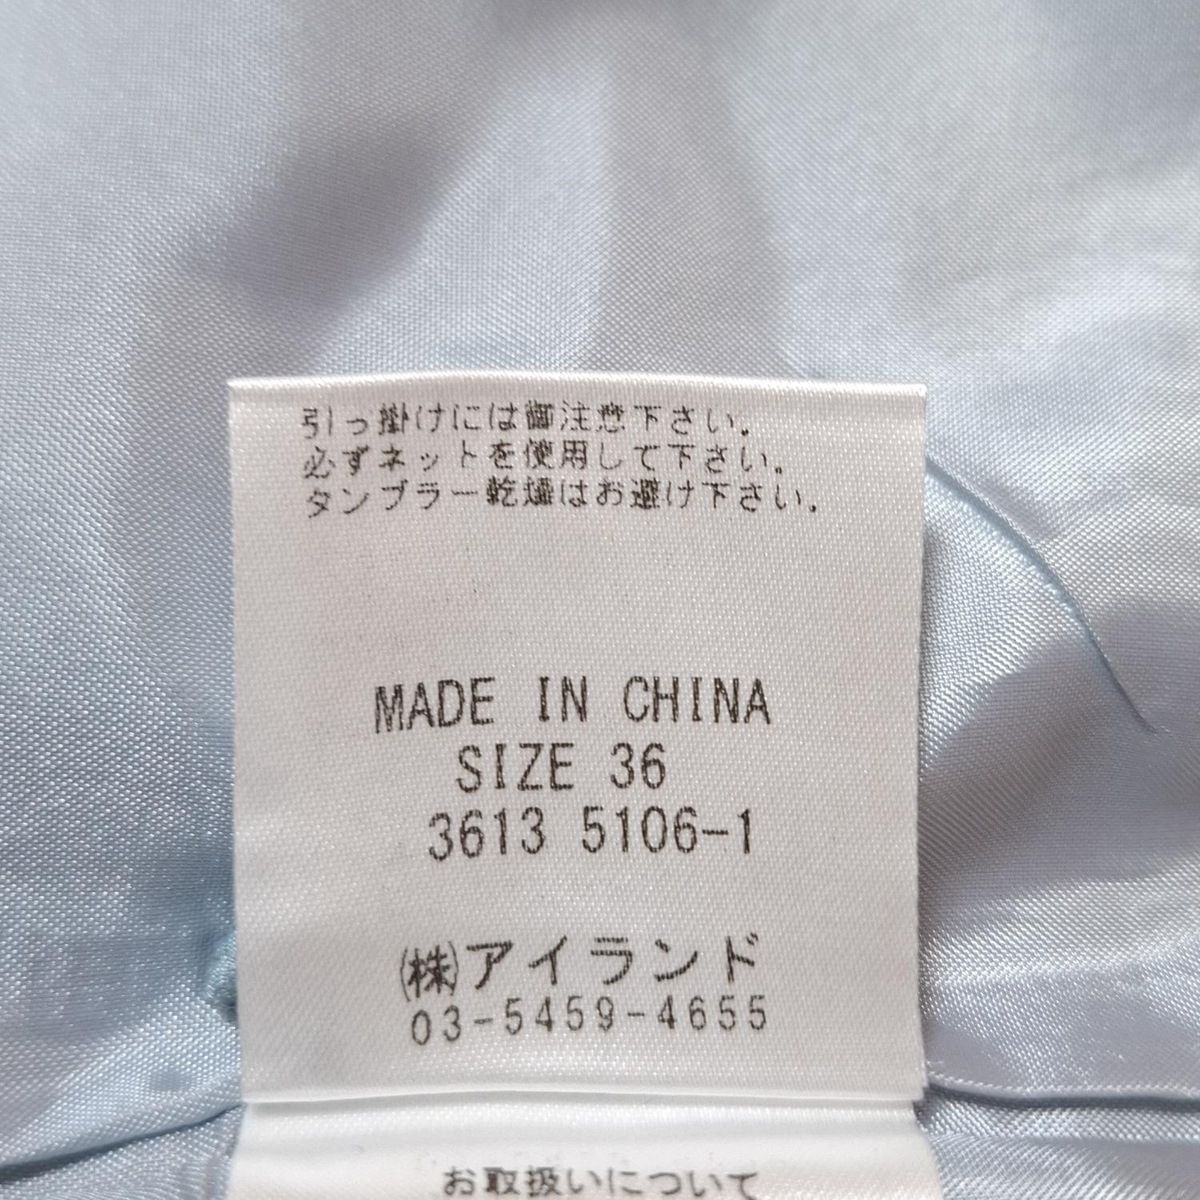 引っ掛けには御注意下さい。
必ずネットを使用して下さい。
タンブラー乾燥はお避け下さい。
MADE IN CHINA
SIZE 36
3613 5106-1
(株)アイランド
03-5459-4655
お取扱いについて